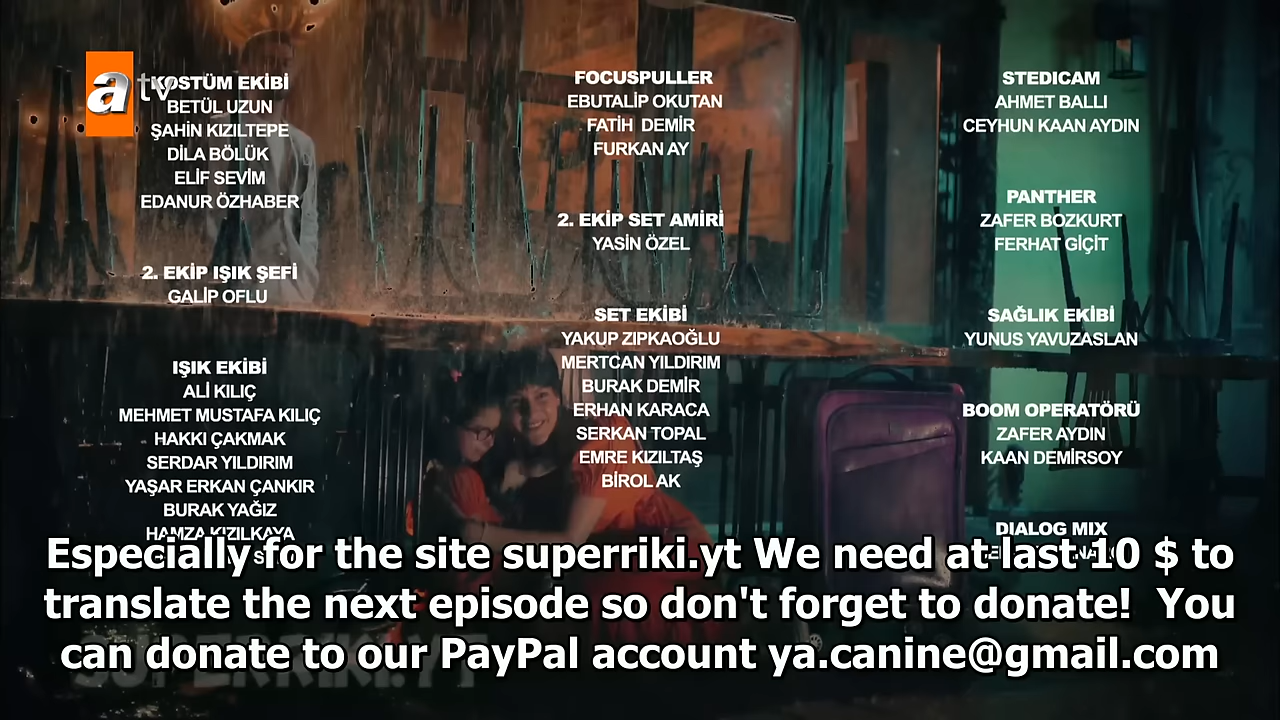 a tv
KOSTÜM EKİBİ
BETÜL UZUN
ŞAHİN KIZILTEPE
DİLA BÖLÜK
ELİF SEVİM
EDANUR ÖZHABER
2. EKİP IŞIK ŞEFİ
GALİP OFLU
IŞIK EKİBİ
ALİ KILIÇ
MEHMET MUSTAFA KILIÇ
HAKKI ÇAKMAK
SERDAR YILDIRIM
YAŞAR ERKAN ÇANKIR
BURAK YAĞIZ
HAMZA KIZILKAYA
FOCUSPULLER
EBUTALİP OKUTAN
FATİH DEMİR
FURKAN AY
2. EKİP SET AMİRİ
YASİN ÖZEL
SET EKİBİ
YAKUP ZIPKAOĞLU
MERTCAN YILDIRIM
BURAK DEMİR
ERHAN KARACA
SERKAN TOPAL
EMRE KIZILTAŞ
BİROL AK
STEDICAM
AHMET BALLI
CEYHUN KAAN AYDIN
PANTHER
ZAFER BOZKURT
FERHAT GİÇİT
SAĞLIK EKİBİ
YUNUS YAVUZASLAN
BOOM OPERATÖRÜ
ZAFER AYDIN
KAAN DEMİRSOY
DIALOG MIX
Especially for the site superriki.yt We need at last 10 $ to
translate the next episode so don't forget to donate! You
can donate to our PayPal account ya.canine@gmail.com
SUPERRIKI.YT